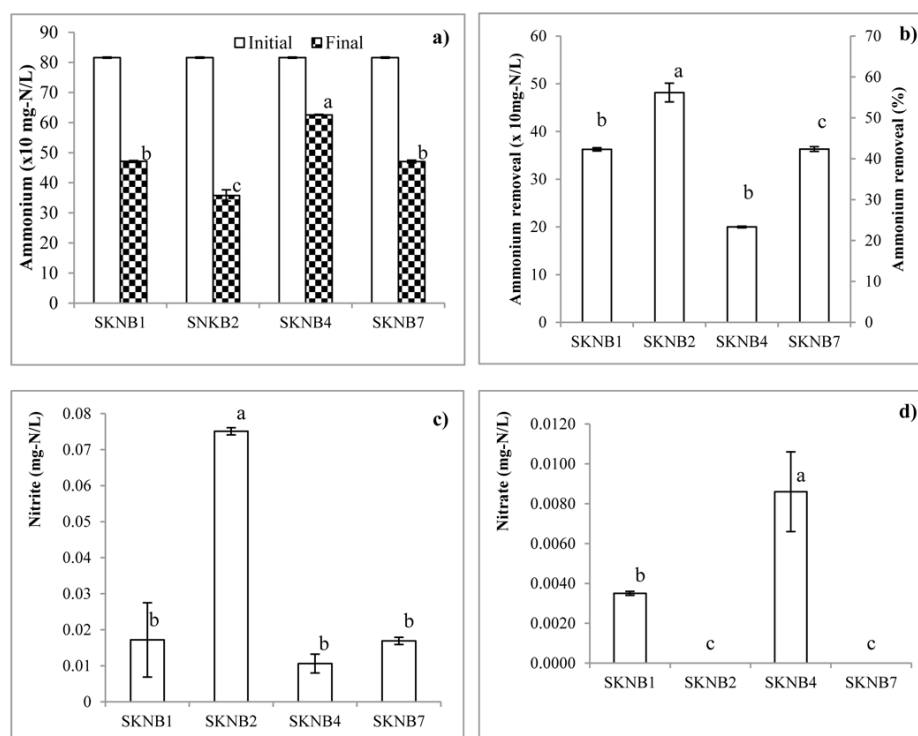 a)
Initial Final
Ammonium (x10 mg-N/L)
90
80
70
60
50
40
30
20
10
0
b
c
a
b
SKNB1 SNKB2 SKNB4 SKNB7
b)
Ammonium removeal (x 10mg-N/L)
60
50
40
30
20
10
0
b
a
b
c
SKNB1 SKNB2 SKNB4 SKNB7
Ammonium removeal (%)
70
60
50
40
30
20
10
0
c)
Nitrite (mg-N/L)
0.08
0.07
0.06
0.05
0.04
0.03
0.02
0.01
0
b
a
b
b
SKNB1 SKNB2 SKNB4 SKNB7
d)
Nitrate (mg-N/L)
0.0120
0.0100
0.0080
0.0060
0.0040
0.0020
0.0000
b
c
a
c
SKNB1 SKNB2 SKNB4 SKNB7